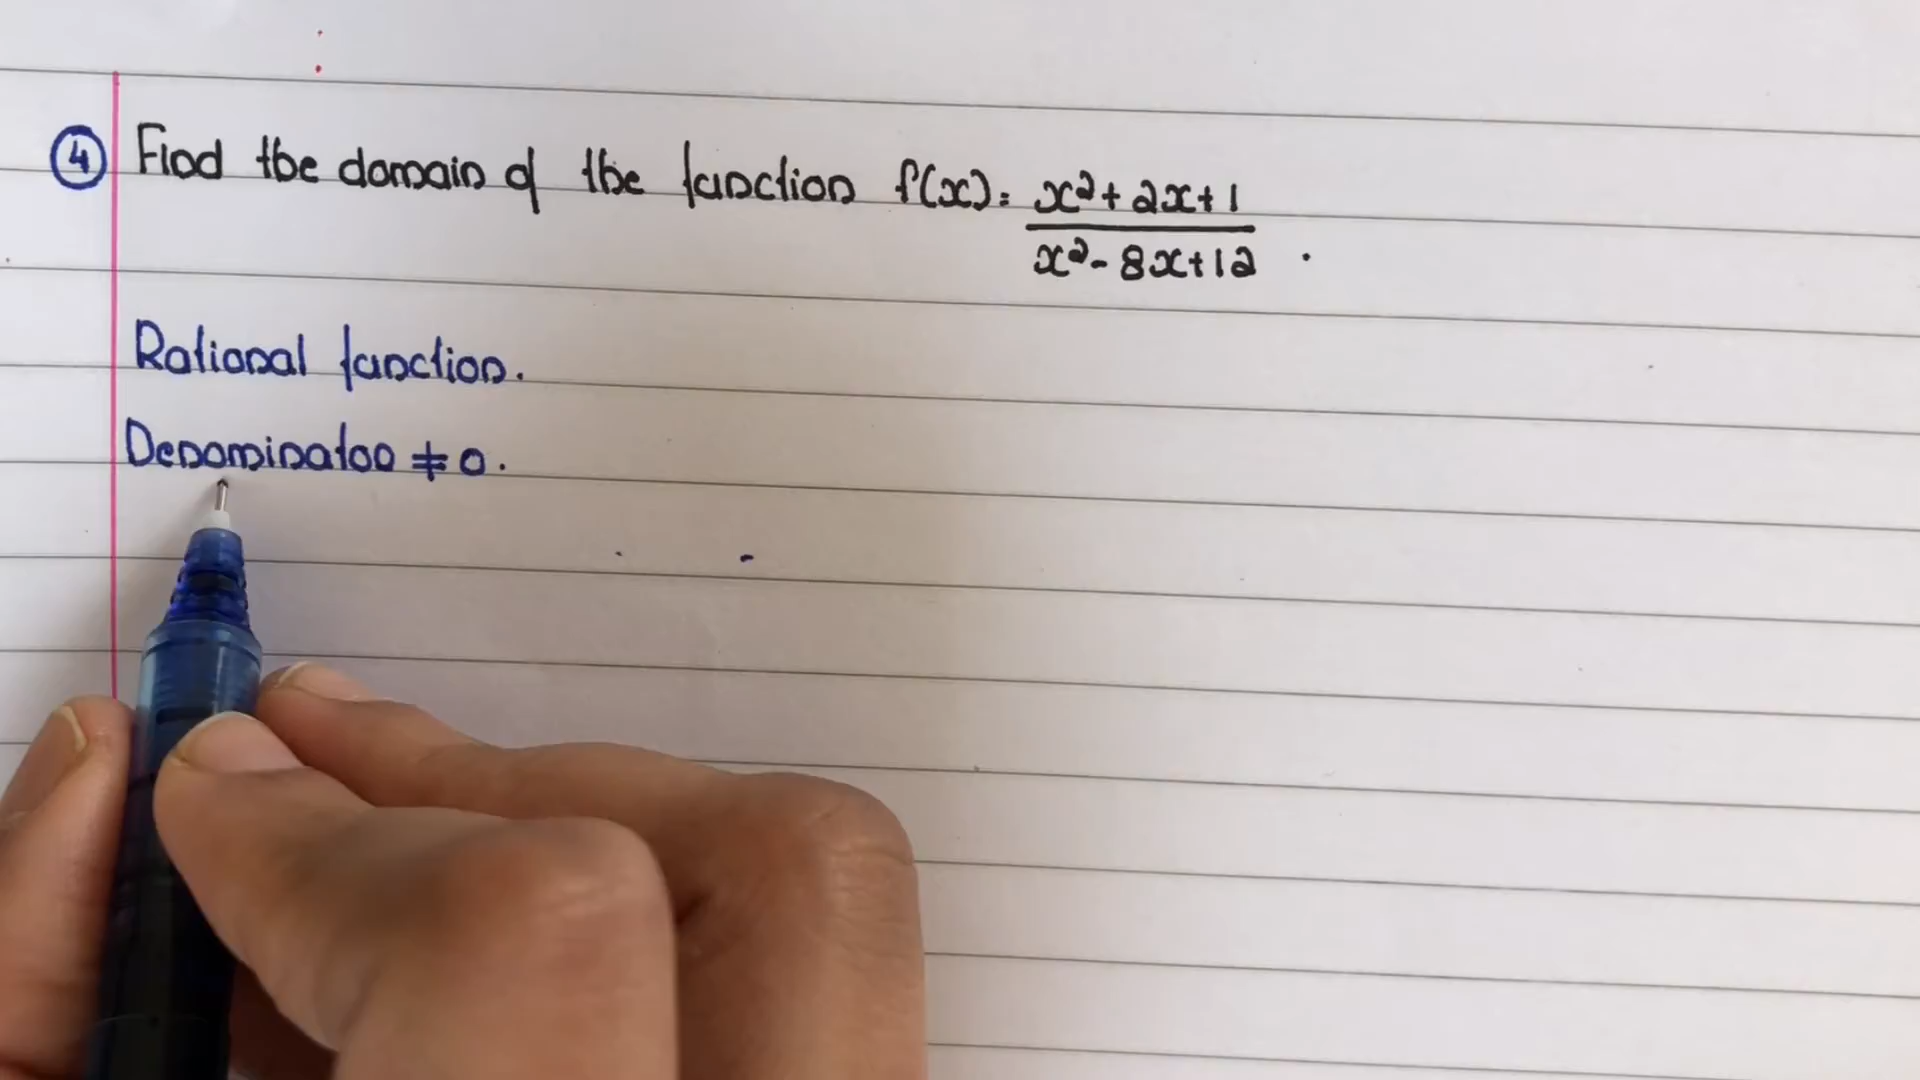 4 Find the domain of the function f(x) = x²+2x+1
x²-8x+12 .
Rational function.
Denominator ≠ 0.